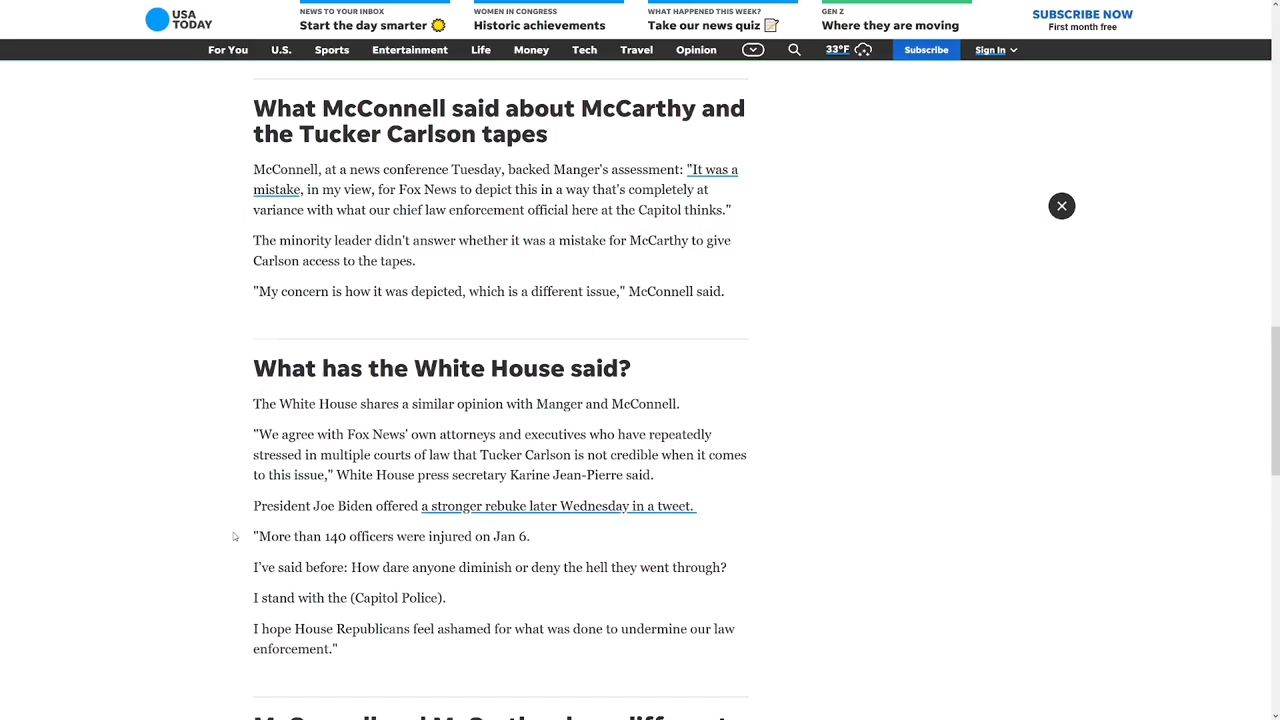 USA
TODAY
NEWS TO YOUR INBOX
Start the day smarter
WOMEN IN CONGRESS
Historic achievements
WHAT HAPPENED THIS WEEK?
Take our news quiz
GEN Z
Where they are moving
SUBSCRIBE NOW
First month free
For You U.S. Sports Entertainment Life Money Tech Travel Opinion 33°F Subscribe Sign In
What McConnell said about McCarthy and
the Tucker Carlson tapes
McConnell, at a news conference Tuesday, backed Manger's assessment: "It was a
mistake, in my view, for Fox News to depict this in a way that's completely at
variance with what our chief law enforcement official here at the Capitol thinks."
The minority leader didn't answer whether it was a mistake for McCarthy to give
Carlson access to the tapes.
"My concern is how it was depicted, which is a different issue," McConnell said.
What has the White House said?
The White House shares a similar opinion with Manger and McConnell.
"We agree with Fox News' own attorneys and executives who have repeatedly
stressed in multiple courts of law that Tucker Carlson is not credible when it comes
to this issue," White House press secretary Karine Jean-Pierre said.
President Joe Biden offered a stronger rebuke later Wednesday in a tweet.
"More than 140 officers were injured on Jan 6.
I've said before: How dare anyone diminish or deny the hell they went through?
I stand with the (Capitol Police).
I hope House Republicans feel ashamed for what was done to undermine our law
enforcement."